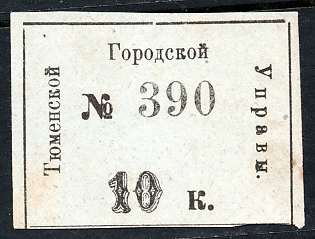 Тюменской
Городской
Управы.
№ 390
10 к.